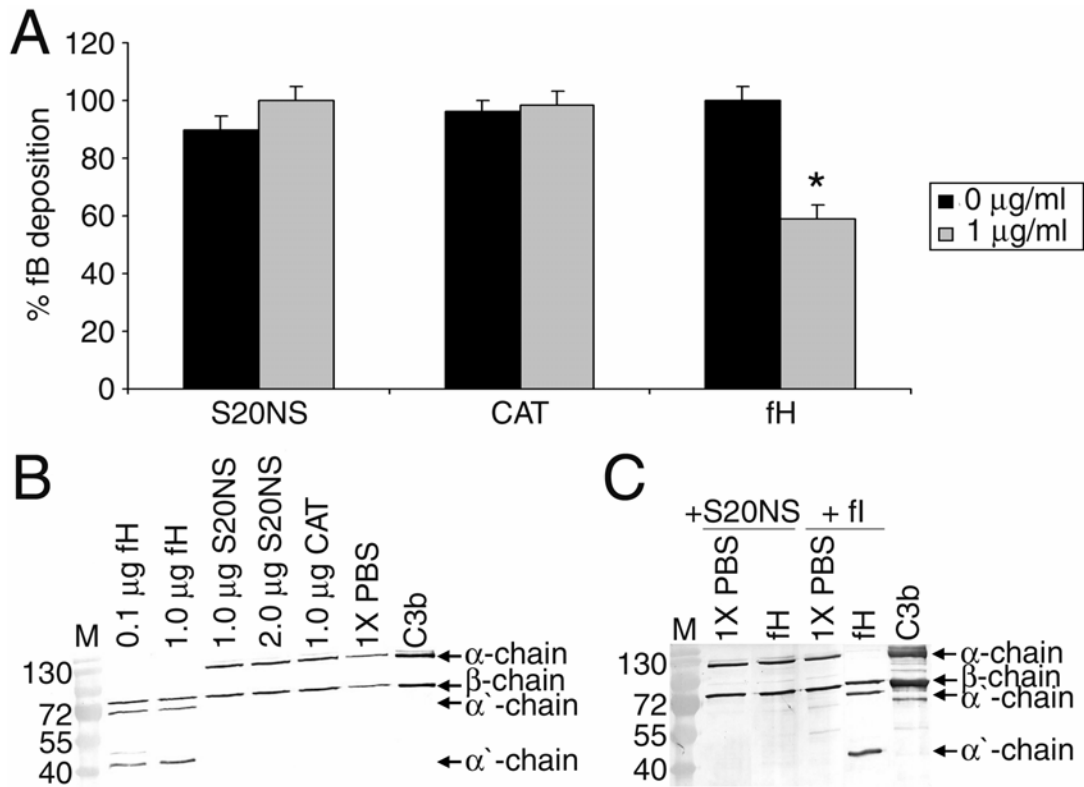 A
120
100
80
60
40
20
0
% fB deposition
*
S20NS CAT fH
0 µg/ml
1 µg/ml
B
M
0.1 µg fH
1.0 µg fH
1.0 µg S20NS
2.0 µg S20NS
1.0 µg CAT
1X PBS
C3b
130
72
55
40
α-chain
β-chain
α`-chain
α`-chain
C
+S20NS + fI
M
1X PBS
fH
1X PBS
fH
C3b
130
72
55
40
α-chain
β-chain
α`-chain
α`-chain